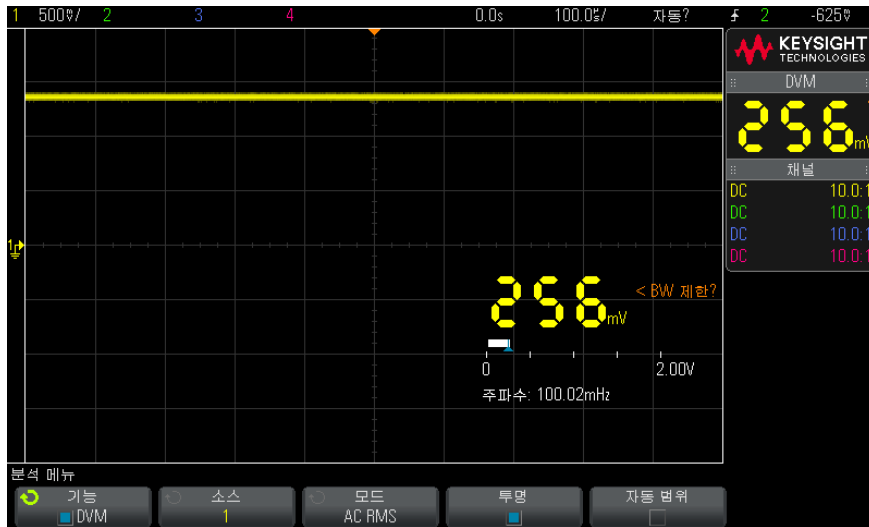 1 500▽/ 2 3 4 0.0s 100.0㎲/ 자동? 2 -625▽
KEYSIGHT
TECHNOLOGIES
DVM
256 mV
채널
DC 10.0:1
DC 10.0:1
DC 10.0:1
DC 10.0:1
1
256 mV
< BW 제한?
0 2.00V
주파수: 100.02mHz
분석 메뉴
기능 소스 모드 투명 자동 범위
DVM 1 AC RMS